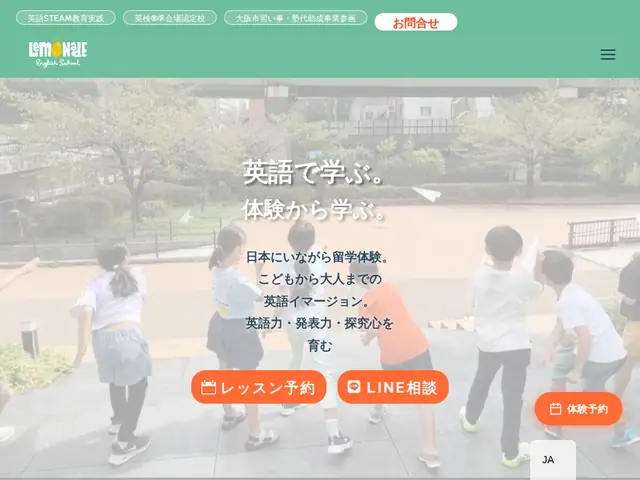 英語STEAM教育実践
英検®準会場認定校
大阪市習い事・塾代助成事業参画
お問合せ
LEMONADE
English School
英語で学ぶ。
体験から学ぶ。
日本にいながら留学体験。
こどもから大人までの
英語イマージョン。
英語力・発表力・探究心を
育む
レッスン予約
LINE相談
体験予約
JA